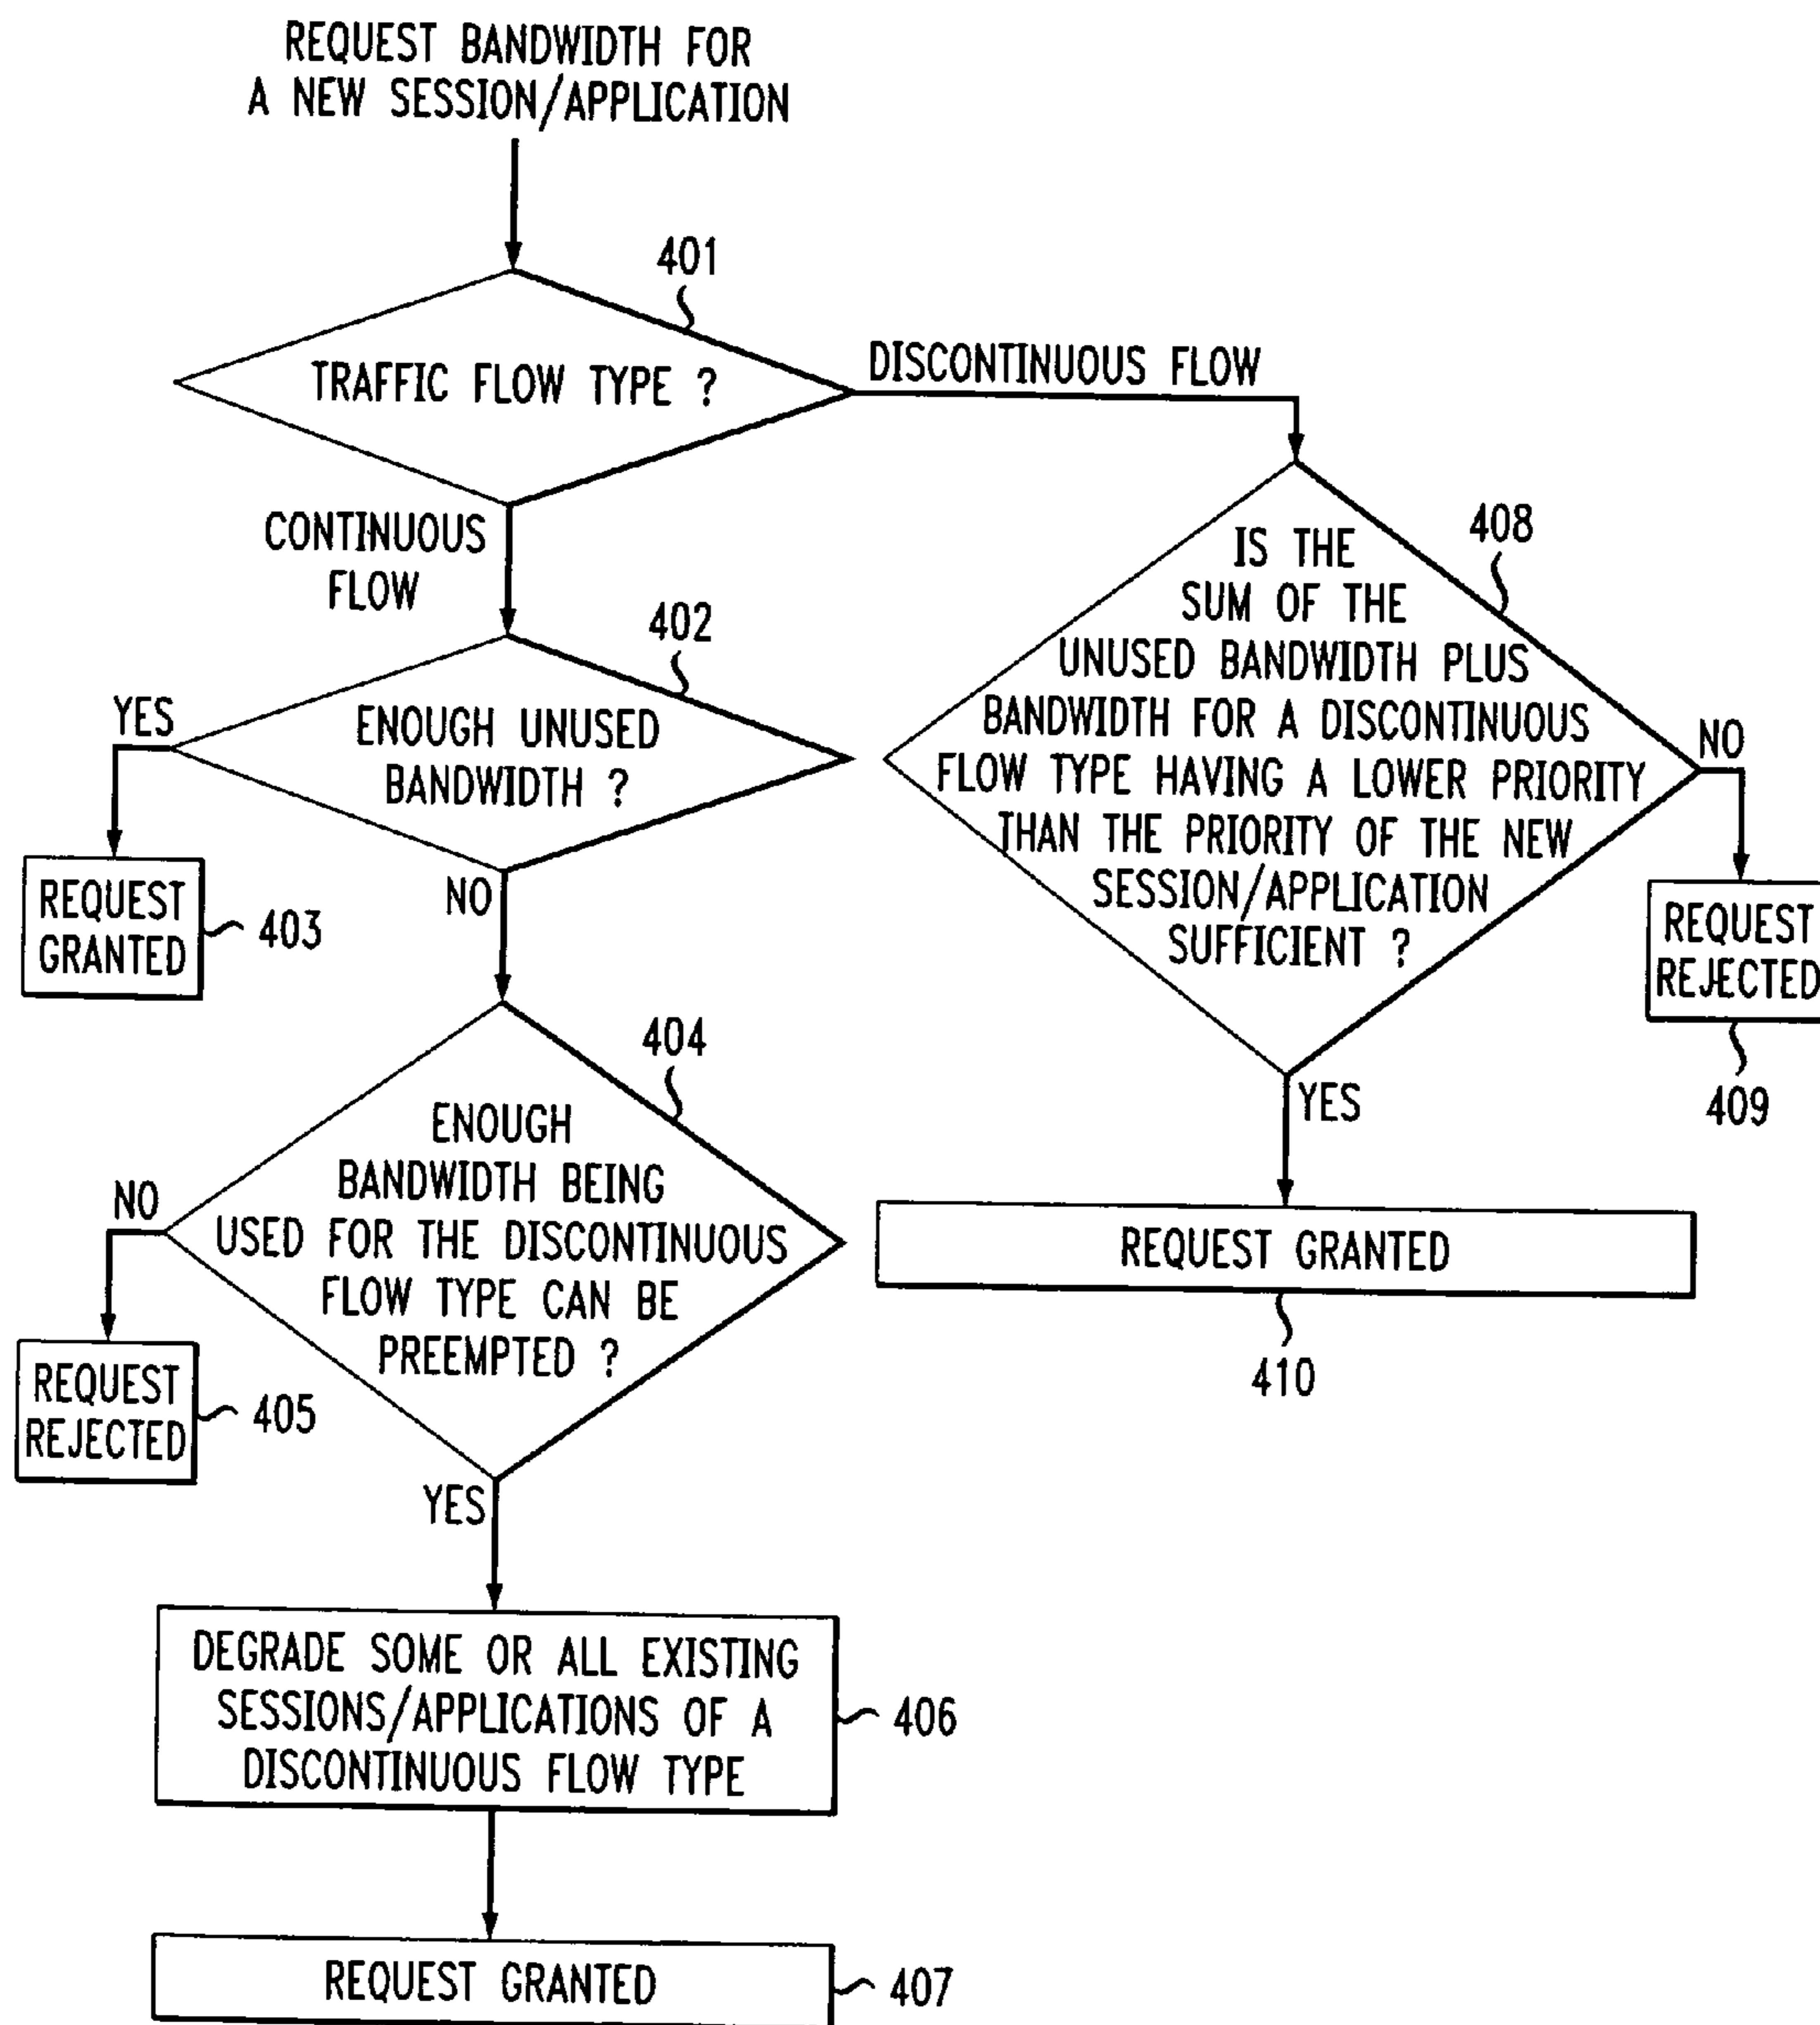 REQUEST BANDWIDTH FOR
A NEW SESSION/APPLICATION
401
TRAFFIC FLOW TYPE ?
DISCONTINUOUS FLOW
CONTINUOUS
FLOW
402
YES
ENOUGH UNUSED
BANDWIDTH ?
NO
REQUEST
GRANTED
403
404
ENOUGH
BANDWIDTH BEING
USED FOR THE DISCONTINUOUS
FLOW TYPE CAN BE
PREEMPTED ?
NO
REQUEST
REJECTED
405
YES
DEGRADE SOME OR ALL EXISTING
SESSIONS/APPLICATIONS OF A
DISCONTINUOUS FLOW TYPE
406
REQUEST GRANTED
407
408
IS THE
SUM OF THE
UNUSED BANDWIDTH PLUS
BANDWIDTH FOR A DISCONTINUOUS
FLOW TYPE HAVING A LOWER PRIORITY
THAN THE PRIORITY OF THE NEW
SESSION/APPLICATION
SUFFICIENT ?
NO
REQUEST
REJECTED
409
YES
REQUEST GRANTED
410